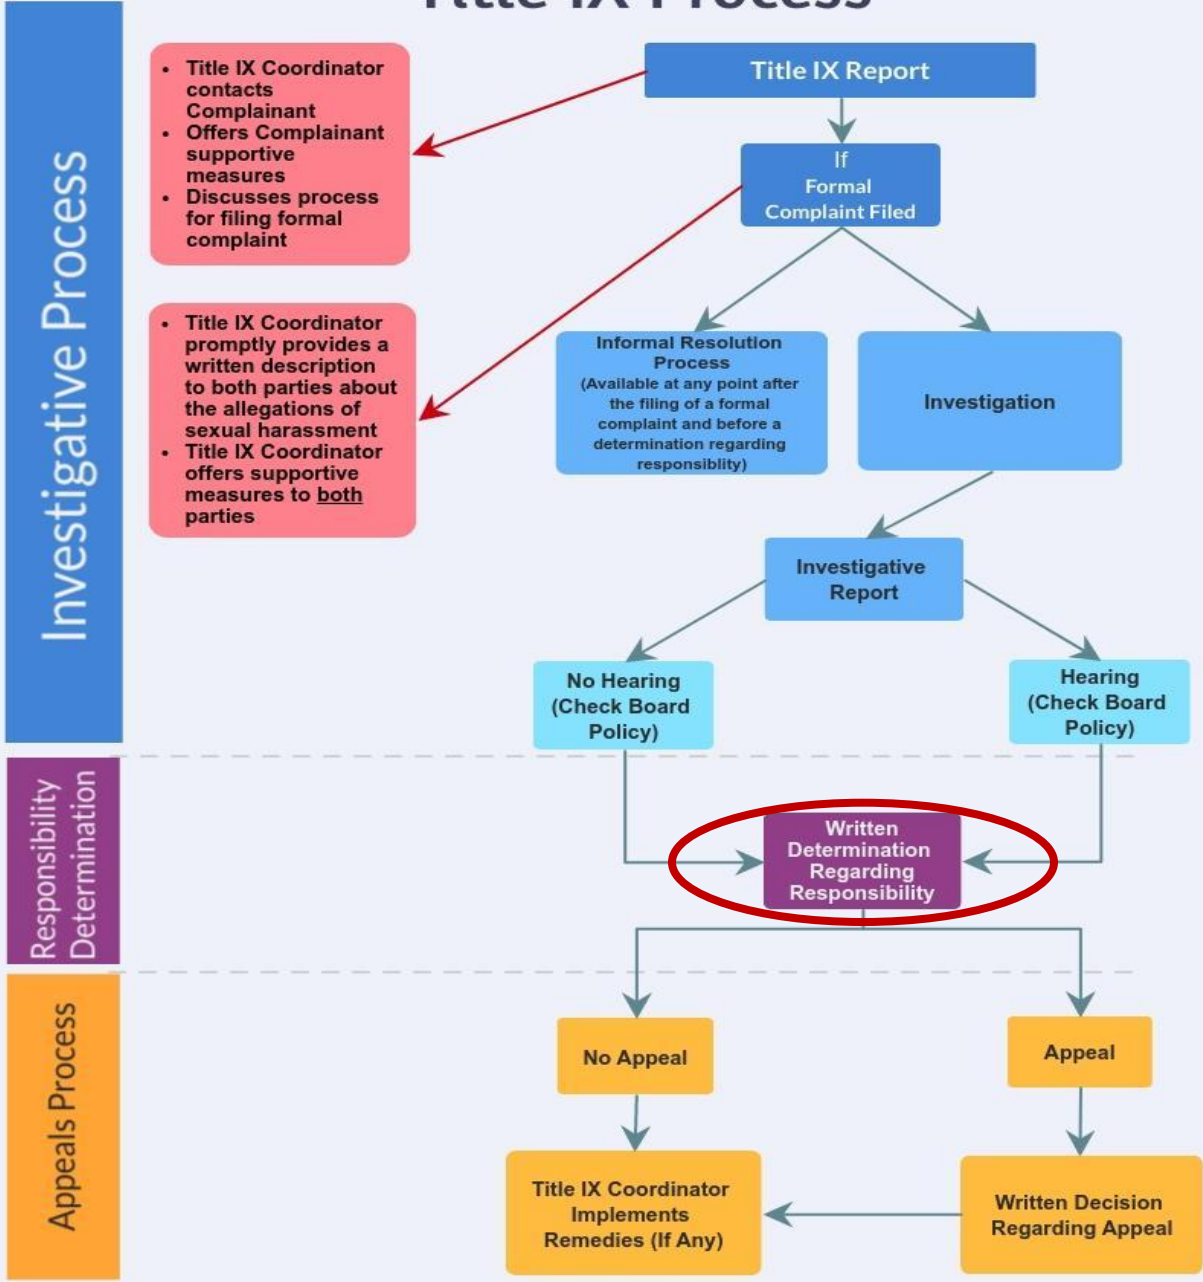 Title IX Process
Investigative Process
• Title IX Coordinator
contacts
Complainant
• Offers Complainant
supportive
measures
• Discusses process
for filing formal
complaint
Title IX Report
If
Formal
Complaint Filed
• Title IX Coordinator
promptly provides a
written description
to both parties about
the allegations of
sexual harassment
• Title IX Coordinator
offers supportive
measures to both
parties
Informal Resolution
Process
(Available at any point after
the filing of a formal
complaint and before a
determination regarding
responsiblity)
Investigation
Investigative
Report
No Hearing
(Check Board
Policy)
Hearing
(Check Board
Policy)
Responsibility
Determination
Written
Determination
Regarding
Responsibility
Appeals Process
No Appeal
Appeal
Title IX Coordinator
Implements
Remedies (If Any)
Written Decision
Regarding Appeal